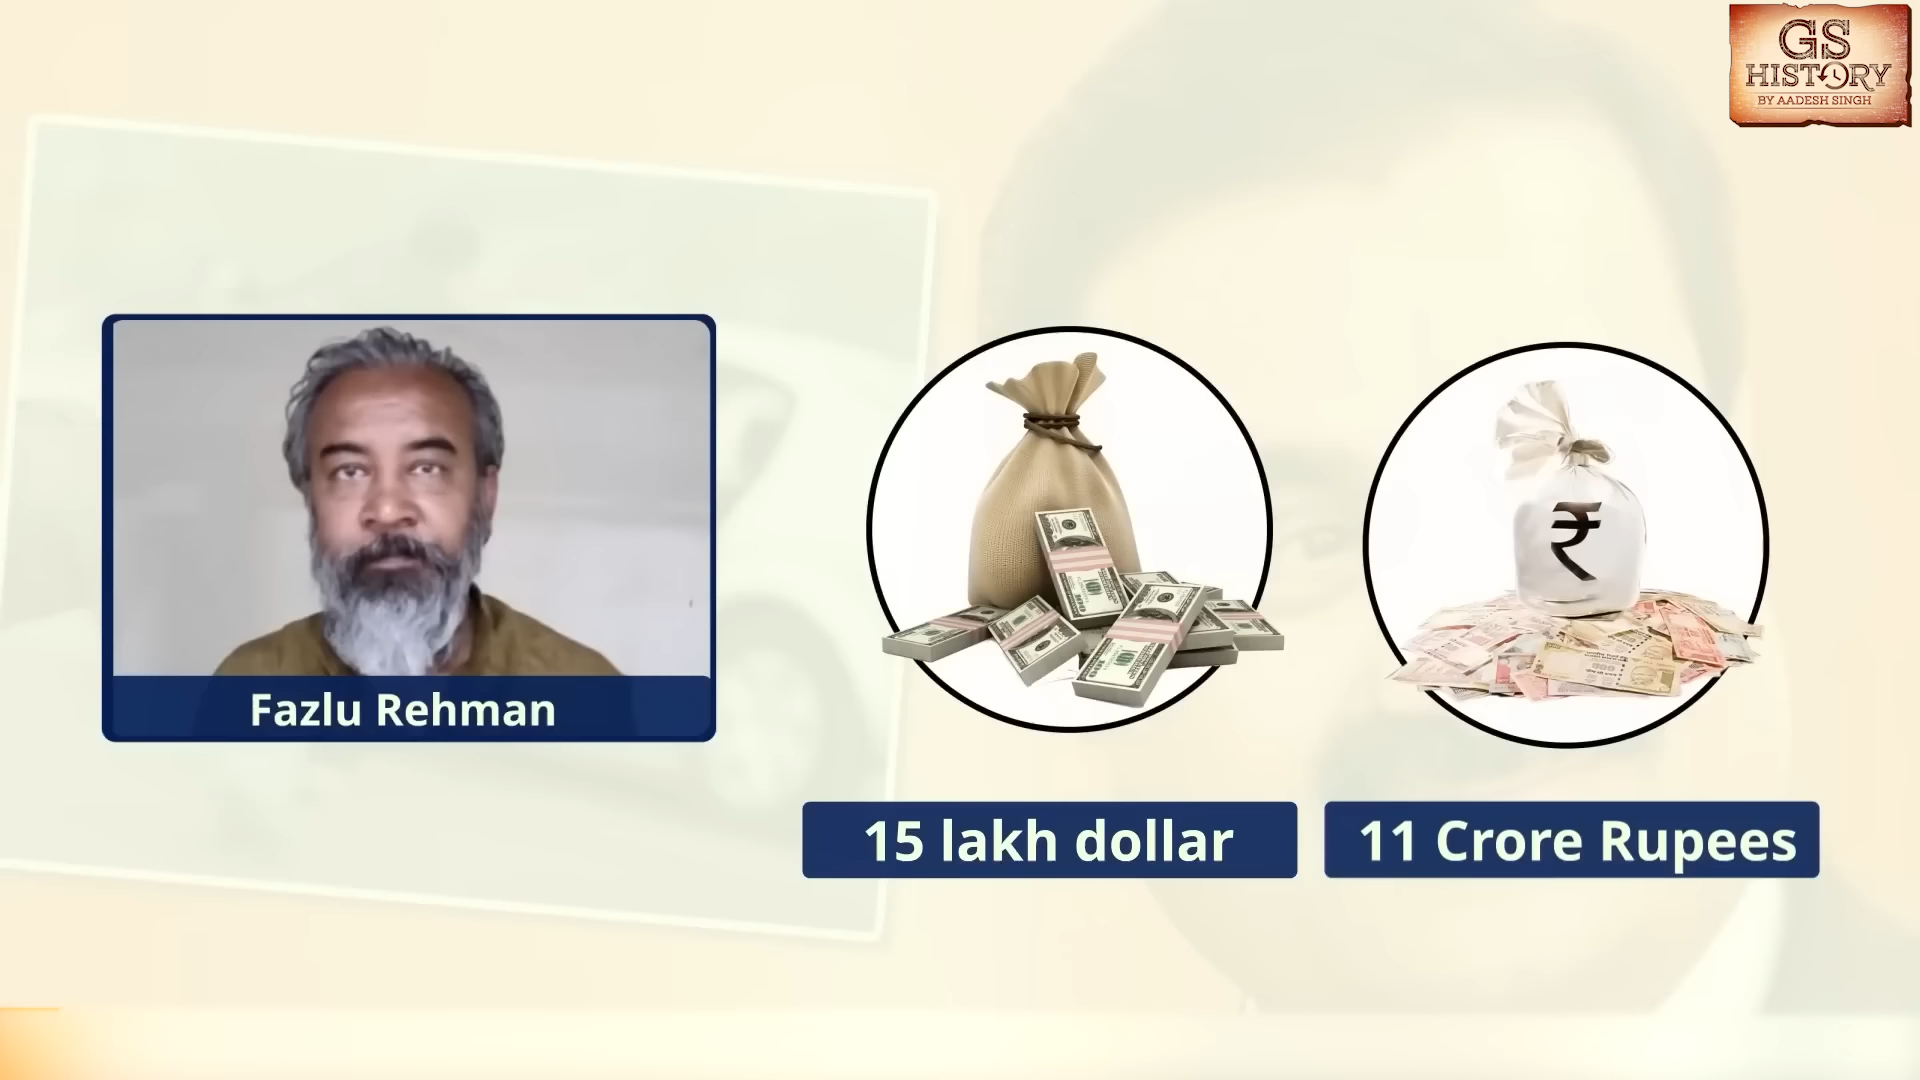 GS
HISTORY
BY AADESH SINGH
Fazlu Rehman
₹
15 lakh dollar
11 Crore Rupees